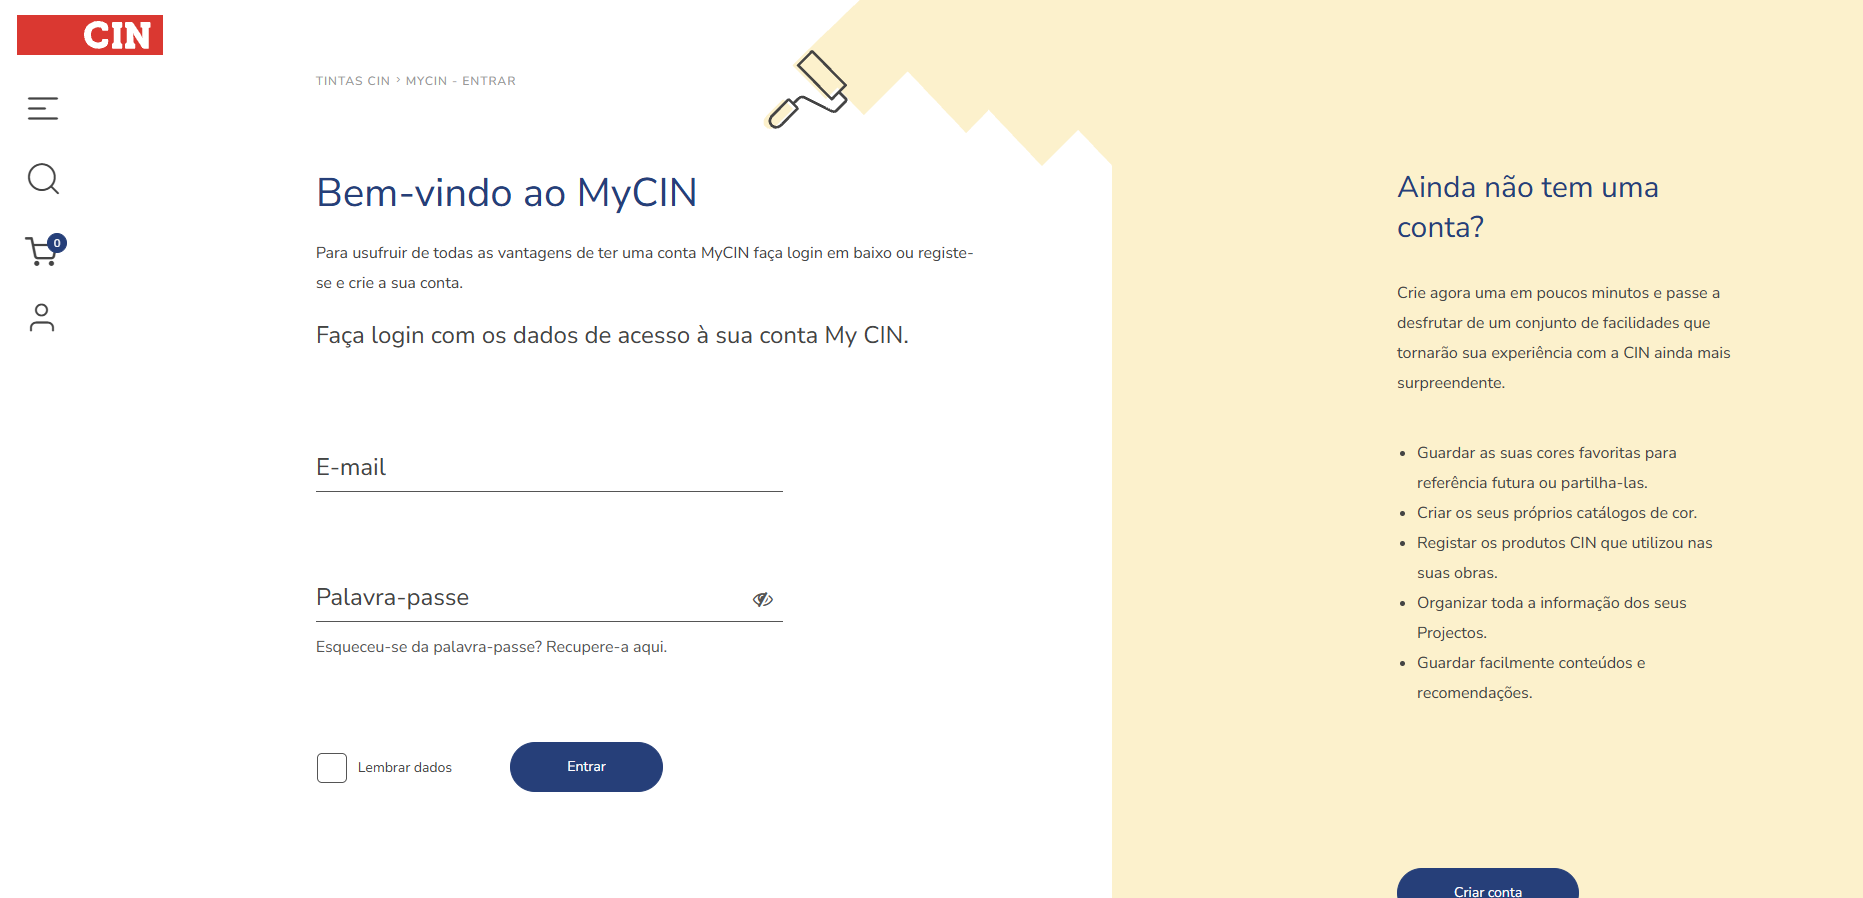 CIN
0
TINTAS CIN > MYCIN - ENTRAR
Bem-vindo ao MyCIN
Para usufruir de todas as vantagens de ter uma conta MyCIN faça login em baixo ou registe-
se e crie a sua conta.
Faça login com os dados de acesso à sua conta My CIN.
E-mail
Palavra-passe
Esqueceu-se da palavra-passe? Recupere-a aqui.
Lembrar dados
Entrar
Ainda não tem uma
conta?
Crie agora uma em poucos minutos e passe a
desfrutar de um conjunto de facilidades que
tornarão sua experiência com a CIN ainda mais
surpreendente.
• Guardar as suas cores favoritas para
referência futura ou partilha-las.
• Criar os seus próprios catálogos de cor.
• Registar os produtos CIN que utilizou nas
suas obras.
• Organizar toda a informação dos seus
Projectos.
• Guardar facilmente conteúdos e
recomendações.
Criar conta